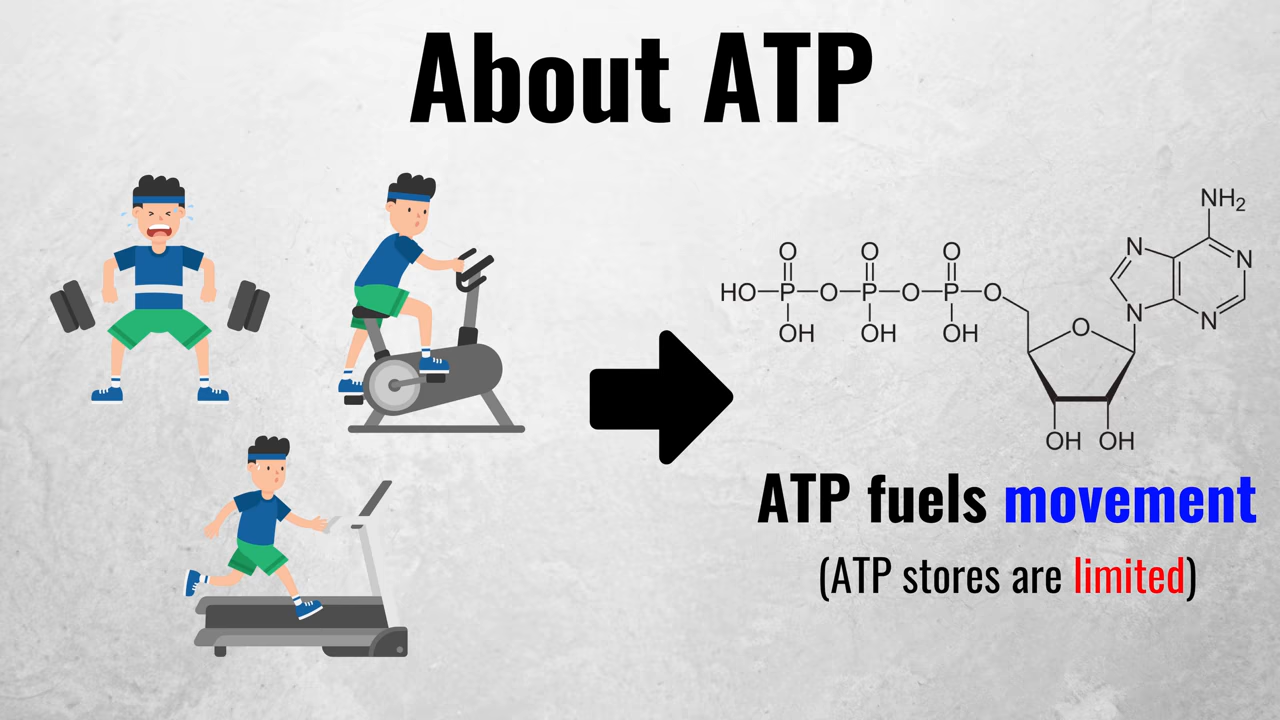 About ATP
NH2
O O O N N
HO P O P O P O O N N
OH OH OH
OH OH
ATP fuels movement
(ATP stores are limited)